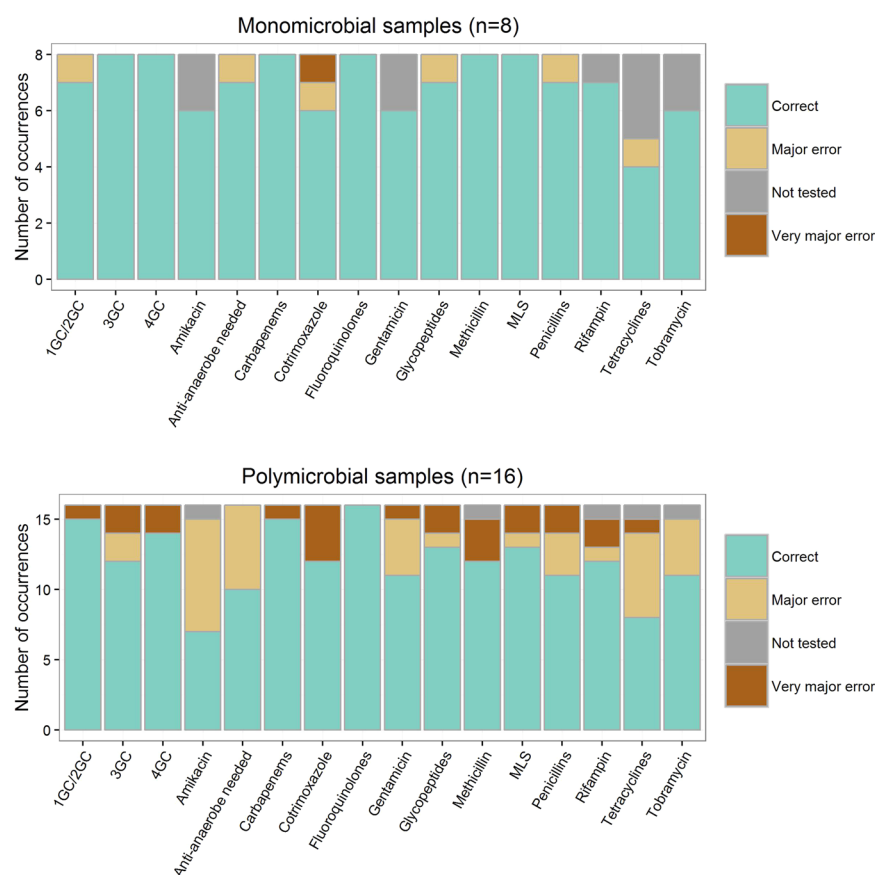 Monomicrobial samples (n=8)
Number of occurrences
8
6
4
2
0
1GC/2GC
3GC
4GC
Amikacin
Anti-anaerobe needed
Carbapenems
Cotrimoxazole
Fluoroquinolones
Gentamicin
Glycopeptides
Methicillin
MLS
Penicillins
Rifampin
Tetracyclines
Tobramycin
Correct
Major error
Not tested
Very major error
Polymicrobial samples (n=16)
Number of occurrences
15
10
5
0
1GC/2GC
3GC
4GC
Amikacin
Anti-anaerobe needed
Carbapenems
Cotrimoxazole
Fluoroquinolones
Gentamicin
Glycopeptides
Methicillin
MLS
Penicillins
Rifampin
Tetracyclines
Tobramycin
Correct
Major error
Not tested
Very major error